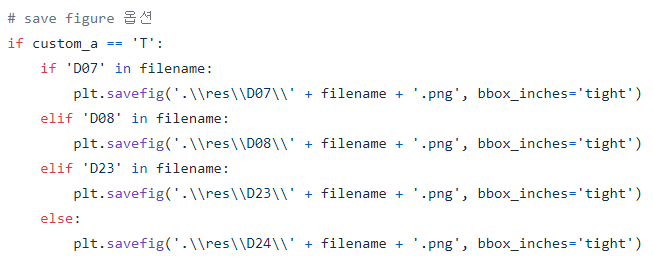 # save figure 옵션
if custom_a == 'T':
    if 'D07' in filename:
        plt.savefig('.\\res\\D07\\' + filename + '.png', bbox_inches='tight')
    elif 'D08' in filename:
        plt.savefig('.\\res\\D08\\' + filename + '.png', bbox_inches='tight')
    elif 'D23' in filename:
        plt.savefig('.\\res\\D23\\' + filename + '.png', bbox_inches='tight')
    else:
        plt.savefig('.\\res\\D24\\' + filename + '.png', bbox_inches='tight')